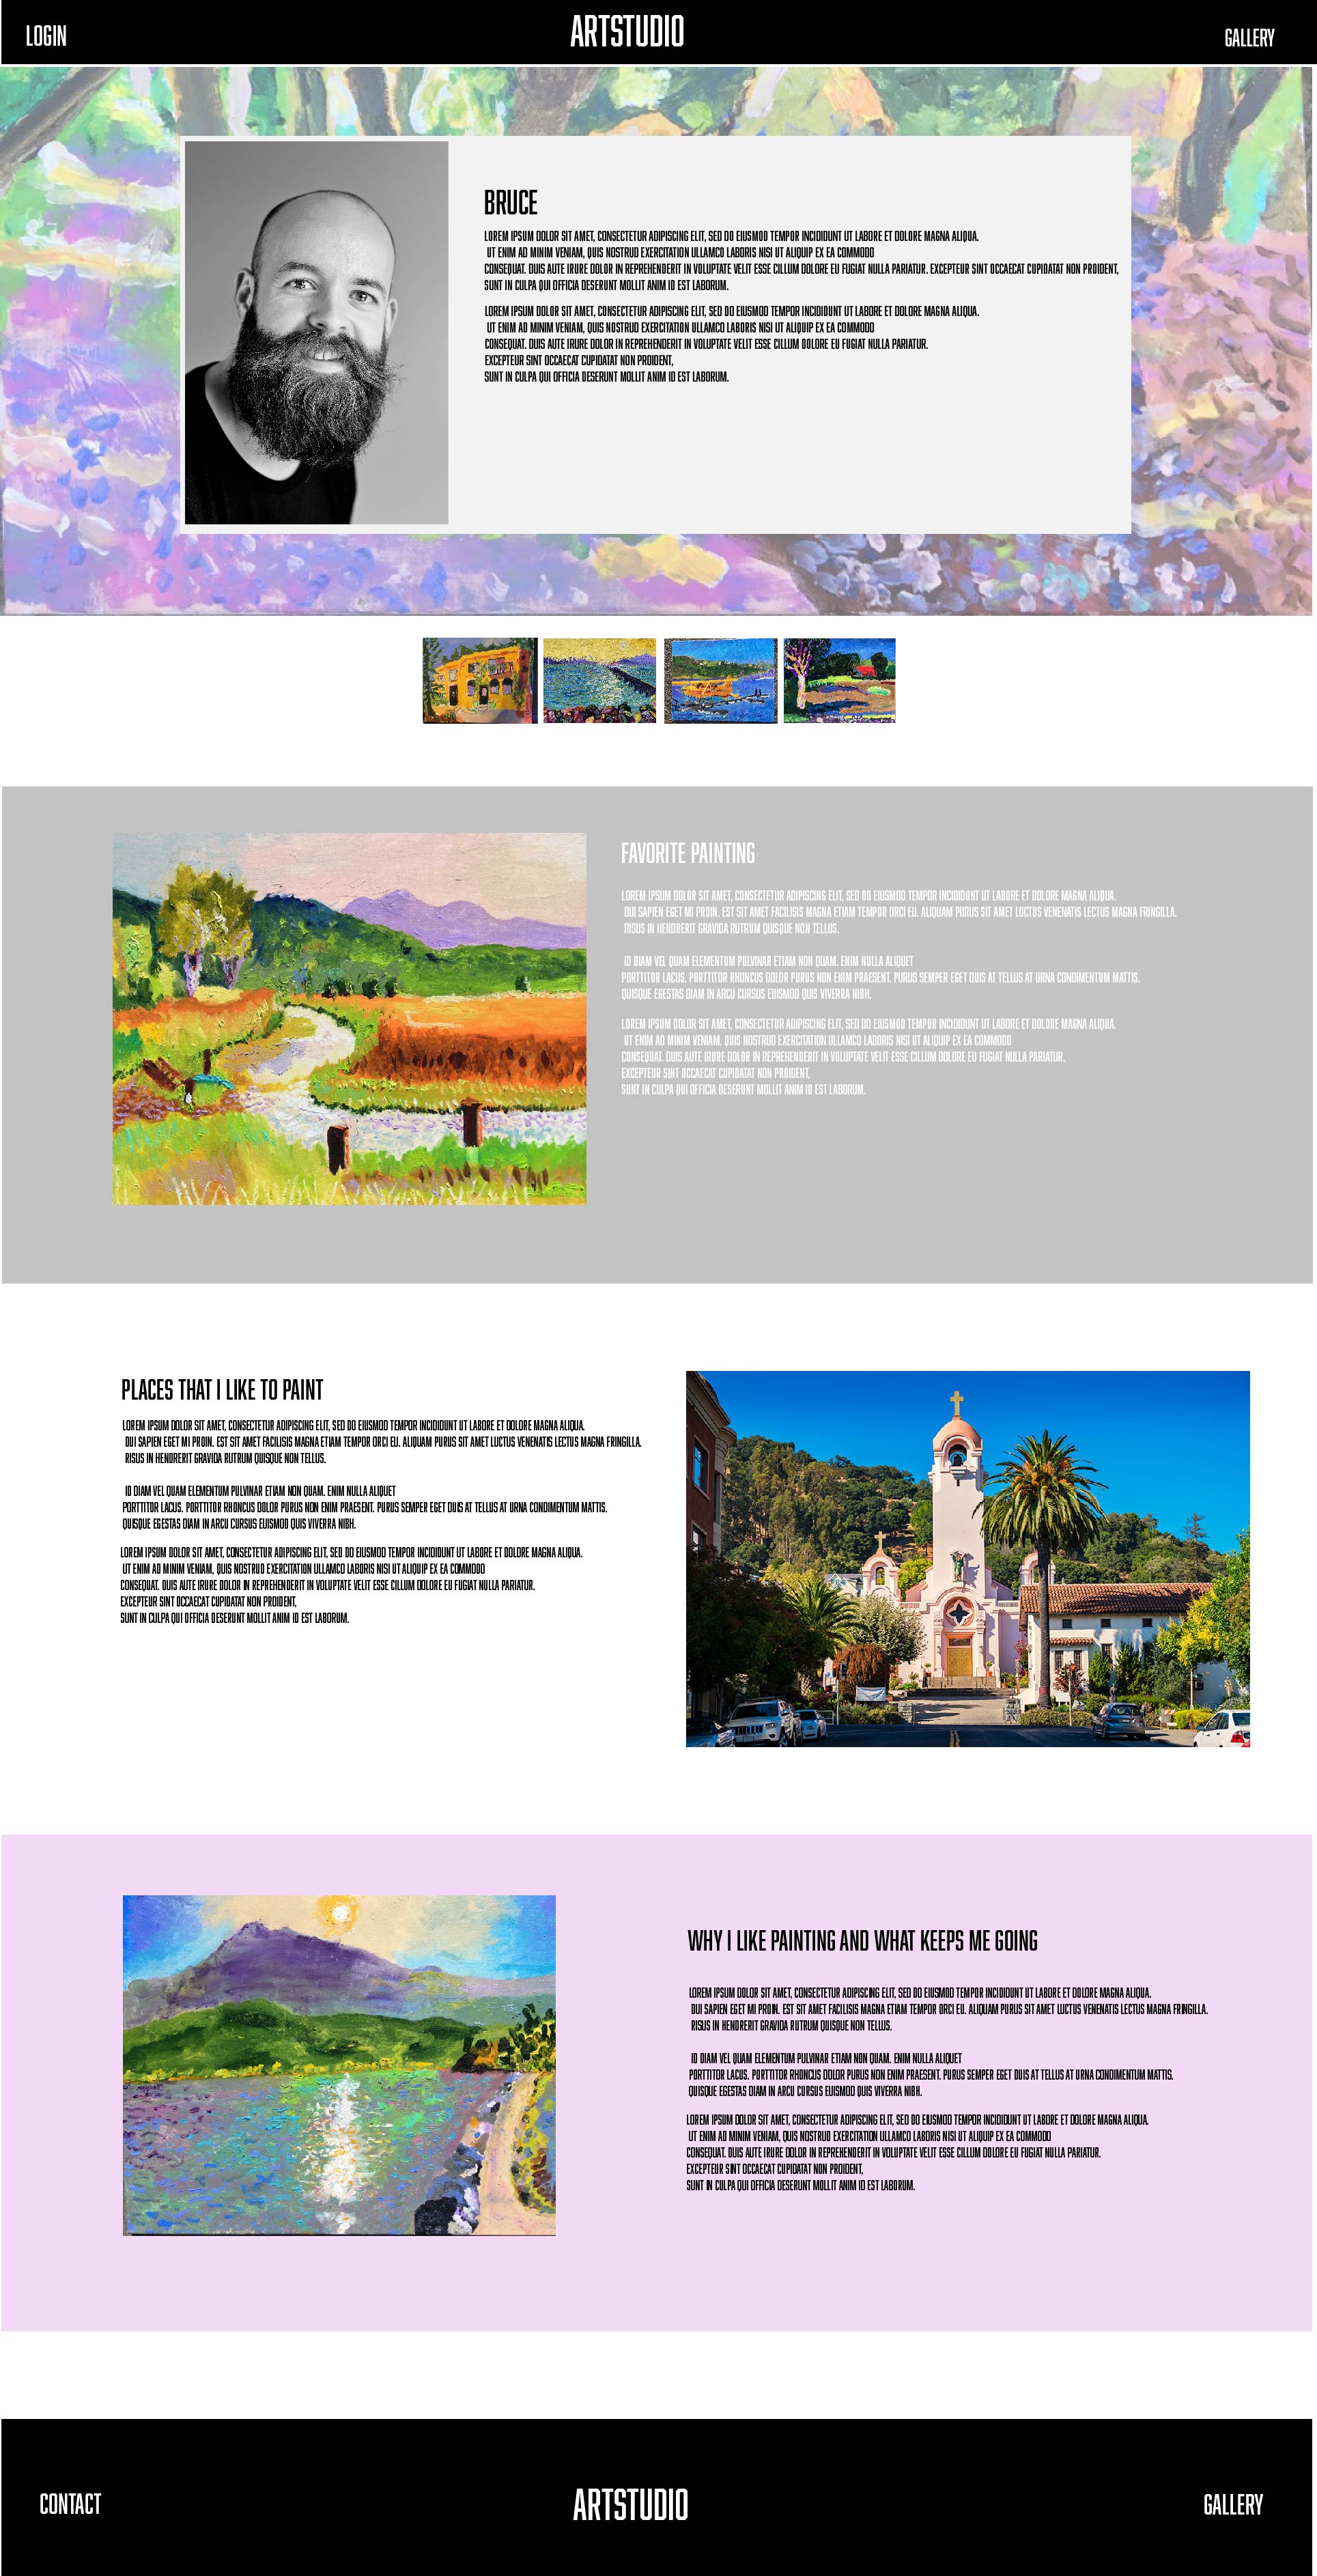 LOGIN
ARTSTUDIO
GALLERY
BRUCE
LOREM IPSUM DOLOR SIT AMET, CONSECTETUR ADIPISCING ELIT, SED DO EIUSMOD TEMPOR INCIDIDUNT UT LABORE ET DOLORE MAGNA ALIQUA.
UT ENIM AD MINIM VENIAM, QUIS NOSTRUD EXERCITATION ULLAMCO LABORIS NISI UT ALIQUIP EX EA COMMODO
CONSEQUAT. DUIS AUTE IRURE DOLOR IN REPREHENDERIT IN VOLUPTATE VELIT ESSE CILLUM DOLORE EU FUGIAT NULLA PARIATUR. EXCEPTEUR SINT OCCAECAT CUPIDATAT NON PROIDENT,
SUNT IN CULPA QUI OFFICIA DESERUNT MOLLIT ANIM ID EST LABORUM.
LOREM IPSUM DOLOR SIT AMET, CONSECTETUR ADIPISCING ELIT, SED DO EIUSMOD TEMPOR INCIDIDUNT UT LABORE ET DOLORE MAGNA ALIQUA.
UT ENIM AD MINIM VENIAM, QUIS NOSTRUD EXERCITATION ULLAMCO LABORIS NISI UT ALIQUIP EX EA COMMODO
CONSEQUAT. DUIS AUTE IRURE DOLOR IN REPREHENDERIT IN VOLUPTATE VELIT ESSE CILLUM DOLORE EU FUGIAT NULLA PARIATUR.
EXCEPTEUR SINT OCCAECAT CUPIDATAT NON PROIDENT,
SUNT IN CULPA QUI OFFICIA DESERUNT MOLLIT ANIM ID EST LABORUM.
FAVORITE PAINTING
LOREM IPSUM DOLOR SIT AMET, CONSECTETUR ADIPISCING ELIT, SED DO EIUSMOD TEMPOR INCIDIDUNT UT LABORE ET DOLORE MAGNA ALIQUA.
DUI SAPIEN EGET MI PROIN. EST SIT AMET FACILISIS MAGNA ETIAM TEMPOR ORCI EU. ALIQUAM PURUS SIT AMET LUCTUS VENENATIS LECTUS MAGNA FRINGILLA.
RISUS IN HENDRERIT GRAVIDA RUTRUM QUISQUE NON TELLUS.
ID DIAM VEL QUAM ELEMENTUM PULVINAR ETIAM NON QUAM. ENIM NULLA ALIQUET
PORTTITOR LACUS. PORTTITOR RHONCUS DOLOR PURUS NON ENIM PRAESENT. PURUS SEMPER EGET DUIS AT TELLUS AT URNA CONDIMENTUM MATTIS.
QUISQUE EGESTAS DIAM IN ARCU CURSUS EUISMOD QUIS VIVERRA NIBH.
LOREM IPSUM DOLOR SIT AMET, CONSECTETUR ADIPISCING ELIT, SED DO EIUSMOD TEMPOR INCIDIDUNT UT LABORE ET DOLORE MAGNA ALIQUA.
UT ENIM AD MINIM VENIAM, QUIS NOSTRUD EXERCITATION ULLAMCO LABORIS NISI UT ALIQUIP EX EA COMMODO
CONSEQUAT. DUIS AUTE IRURE DOLOR IN REPREHENDERIT IN VOLUPTATE VELIT ESSE CILLUM DOLORE EU FUGIAT NULLA PARIATUR.
EXCEPTEUR SINT OCCAECAT CUPIDATAT NON PROIDENT,
SUNT IN CULPA QUI OFFICIA DESERUNT MOLLIT ANIM ID EST LABORUM.
PLACES THAT I LIKE TO PAINT
LOREM IPSUM DOLOR SIT AMET, CONSECTETUR ADIPISCING ELIT, SED DO EIUSMOD TEMPOR INCIDIDUNT UT LABORE ET DOLORE MAGNA ALIQUA.
DUI SAPIEN EGET MI PROIN. EST SIT AMET FACILISIS MAGNA ETIAM TEMPOR ORCI EU. ALIQUAM PURUS SIT AMET LUCTUS VENENATIS LECTUS MAGNA FRINGILLA.
RISUS IN HENDRERIT GRAVIDA RUTRUM QUISQUE NON TELLUS.
ID DIAM VEL QUAM ELEMENTUM PULVINAR ETIAM NON QUAM. ENIM NULLA ALIQUET
PORTTITOR LACUS. PORTTITOR RHONCUS DOLOR PURUS NON ENIM PRAESENT. PURUS SEMPER EGET DUIS AT TELLUS AT URNA CONDIMENTUM MATTIS.
QUISQUE EGESTAS DIAM IN ARCU CURSUS EUISMOD QUIS VIVERRA NIBH.
LOREM IPSUM DOLOR SIT AMET, CONSECTETUR ADIPISCING ELIT, SED DO EIUSMOD TEMPOR INCIDIDUNT UT LABORE ET DOLORE MAGNA ALIQUA.
UT ENIM AD MINIM VENIAM, QUIS NOSTRUD EXERCITATION ULLAMCO LABORIS NISI UT ALIQUIP EX EA COMMODO
CONSEQUAT. DUIS AUTE IRURE DOLOR IN REPREHENDERIT IN VOLUPTATE VELIT ESSE CILLUM DOLORE EU FUGIAT NULLA PARIATUR.
EXCEPTEUR SINT OCCAECAT CUPIDATAT NON PROIDENT,
SUNT IN CULPA QUI OFFICIA DESERUNT MOLLIT ANIM ID EST LABORUM.
WHY I LIKE PAINTING AND WHAT KEEPS ME GOING
LOREM IPSUM DOLOR SIT AMET, CONSECTETUR ADIPISCING ELIT, SED DO EIUSMOD TEMPOR INCIDIDUNT UT LABORE ET DOLORE MAGNA ALIQUA.
DUI SAPIEN EGET MI PROIN. EST SIT AMET FACILISIS MAGNA ETIAM TEMPOR ORCI EU. ALIQUAM PURUS SIT AMET LUCTUS VENENATIS LECTUS MAGNA FRINGILLA.
RISUS IN HENDRERIT GRAVIDA RUTRUM QUISQUE NON TELLUS.
ID DIAM VEL QUAM ELEMENTUM PULVINAR ETIAM NON QUAM. ENIM NULLA ALIQUET
PORTTITOR LACUS. PORTTITOR RHONCUS DOLOR PURUS NON ENIM PRAESENT. PURUS SEMPER EGET DUIS AT TELLUS AT URNA CONDIMENTUM MATTIS.
QUISQUE EGESTAS DIAM IN ARCU CURSUS EUISMOD QUIS VIVERRA NIBH.
LOREM IPSUM DOLOR SIT AMET, CONSECTETUR ADIPISCING ELIT, SED DO EIUSMOD TEMPOR INCIDIDUNT UT LABORE ET DOLORE MAGNA ALIQUA.
UT ENIM AD MINIM VENIAM, QUIS NOSTRUD EXERCITATION ULLAMCO LABORIS NISI UT ALIQUIP EX EA COMMODO
CONSEQUAT. DUIS AUTE IRURE DOLOR IN REPREHENDERIT IN VOLUPTATE VELIT ESSE CILLUM DOLORE EU FUGIAT NULLA PARIATUR.
EXCEPTEUR SINT OCCAECAT CUPIDATAT NON PROIDENT,
SUNT IN CULPA QUI OFFICIA DESERUNT MOLLIT ANIM ID EST LABORUM.
CONTACT
ARTSTUDIO
GALLERY